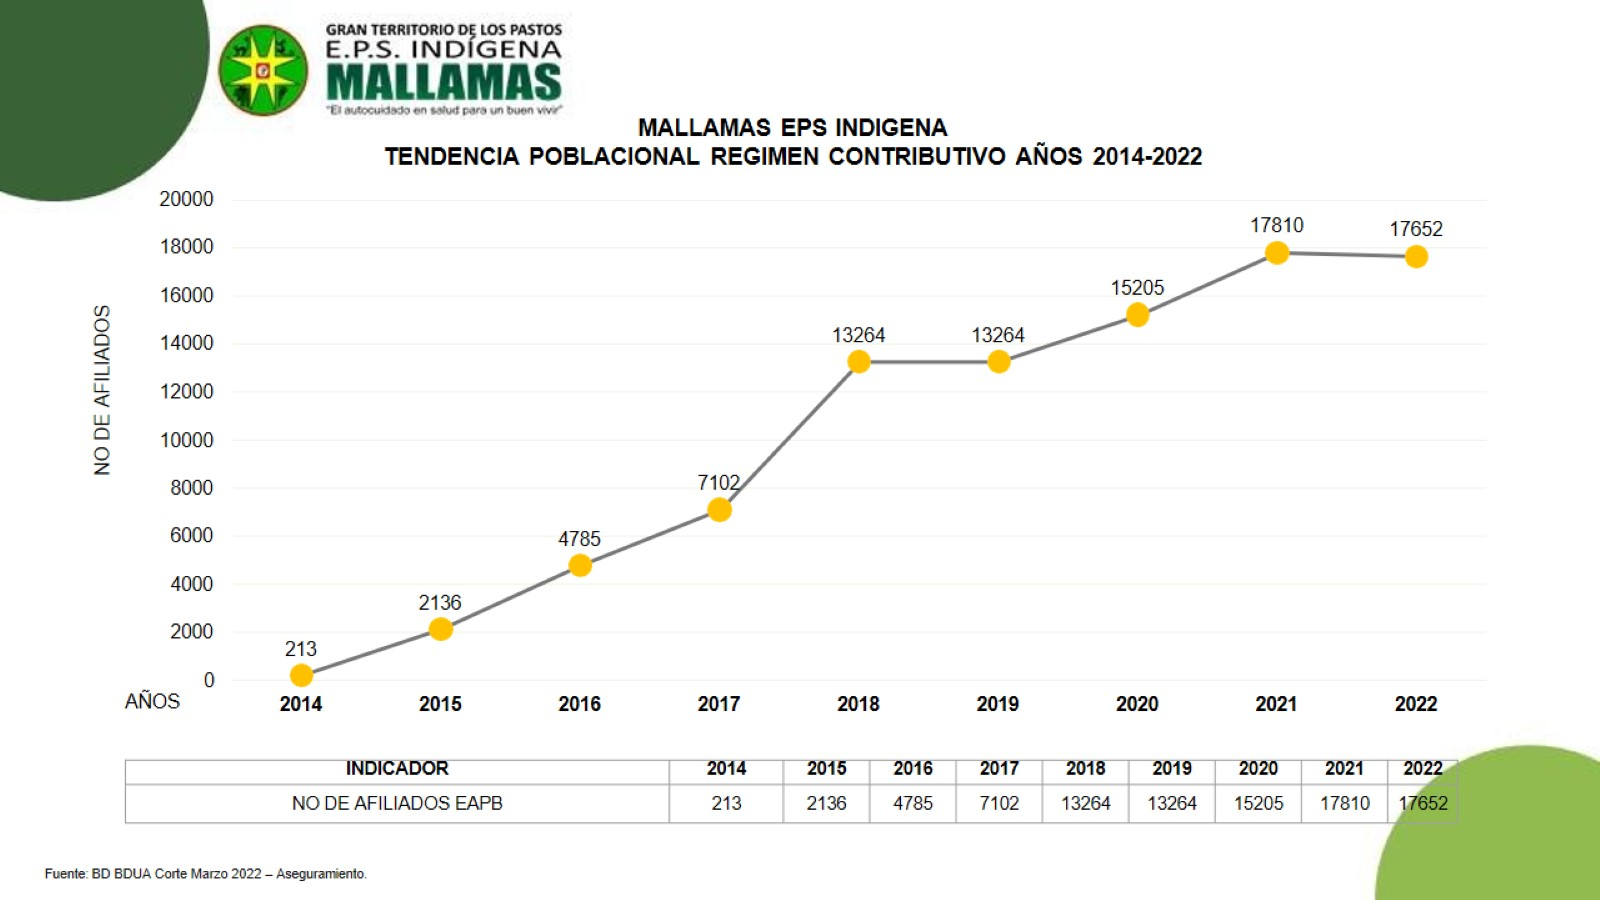 GRAN TERRITORIO DE LOS PASTOS
E.P.S. INDÍGENA
MALLAMAS
"El autocuidado en salud para un buen vivir"
MALLAMAS EPS INDIGENA
TENDENCIA POBLACIONAL REGIMEN CONTRIBUTIVO AÑOS 2014-2022
NO DE AFILIADOS
20000
18000
16000
14000
12000
10000
8000
6000
4000
2000
0
213
2136
4785
7102
13264
13264
15205
17810
17652
AÑOS 2014 2015 2016 2017 2018 2019 2020 2021 2022
INDICADOR 2014 2015 2016 2017 2018 2019 2020 2021 2022
NO DE AFILIADOS EAPB 213 2136 4785 7102 13264 13264 15205 17810 17652
Fuente: BD BDUA Corte Marzo 2022 – Aseguramiento.